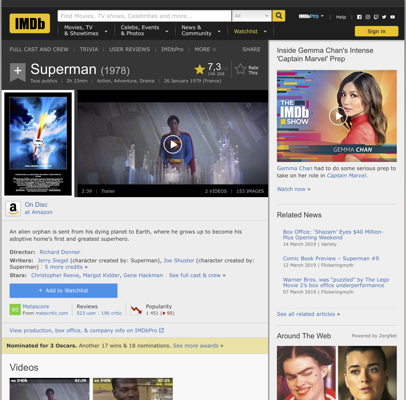 IMDb
Find Movies, TV shows, Celebrities and more...
All
Movies, TV
& Showtimes
Celebs, Events
& Photos
News &
Community
Watchlist
IMDbPro
Help
Sign in
FULL CAST AND CREW | TRIVIA | USER REVIEWS | IMDbPro | MORE
SHARE
+ Superman (1978)
Tous publics | 2h 23min | Action, Adventure, Drama | 26 January 1979 (France)
7,3
Rate
This
2:39 | Trailer
2 VIDEOS | 153 IMAGES
a On Disc
at Amazon
An alien orphan is sent from his dying planet to Earth, where he grows up to become his
adoptive home's first and greatest superhero.
Director: Richard Donner
Writers: Jerry Siegel (character created by: Superman), Joe Shuster (character created by:
Superman) | 5 more credits »
Stars: Christopher Reeve, Margot Kidder, Gene Hackman | See full cast & crew »
+ Add to Watchlist
Metascore
From metacritic.com
Reviews
523 user | 196 critic
Popularity
1 451
View production, box office, & company info on IMDbPro
Nominated for 3 Oscars. Another 17 wins & 18 nominations. See more awards »
Videos
Inside Gemma Chan's Intense
'Captain Marvel' Prep
THE
IMDb
SHOW
GEMMA CHAN
Gemma Chan had to do some serious prep to
take on her role in Captain Marvel.
Watch now »
Related News
Box Office: 'Shazam' Eyes $40 Million-
Plus Opening Weekend
14 March 2019 | Variety
Comic Book Preview – Superman #9
12 March 2019 | Flickeringmyth
Warner Bros. was "puzzled" by The Lego
Movie 2's box office underperformance
07 March 2019 | Flickeringmyth
See all related articles »
Around The Web
Powered by ZergNet